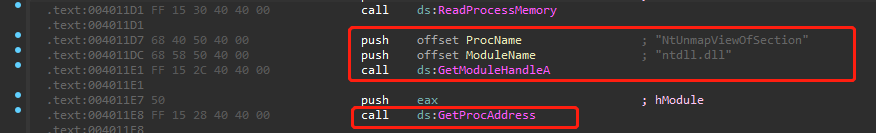 .text:004011D1 FF 15 30 40 40 00 call ds:ReadProcessMemory
.text:004011D1
.text:004011D7 68 40 50 40 00 push offset ProcName ; "NtUnmapViewOfSection"
.text:004011DC 68 58 50 40 00 push offset ModuleName ; "ntdll.dll"
.text:004011E1 FF 15 2C 40 40 00 call ds:GetModuleHandleA
.text:004011E1
.text:004011E7 50 push eax ; hModule
.text:004011E8 FF 15 28 40 40 00 call ds:GetProcAddress
.text:004011E8